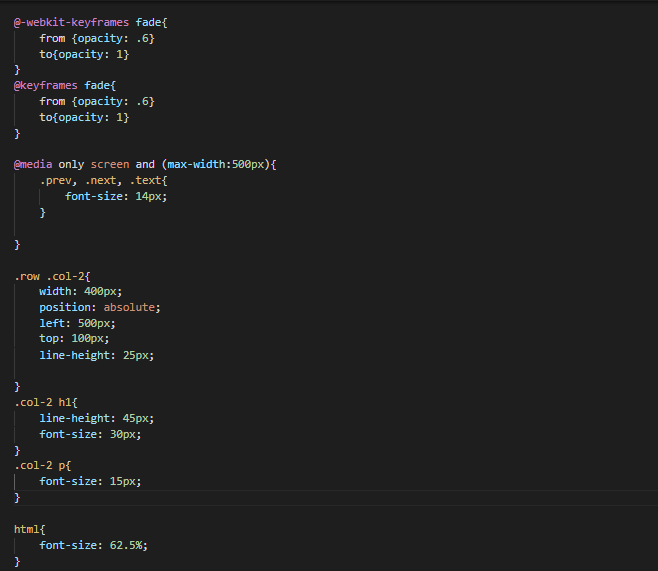 @-webkit-keyframes fade{
from {opacity: .6}
to{opacity: 1}
}
@keyframes fade{
from {opacity: .6}
to{opacity: 1}
}
@media only screen and (max-width:500px){
.prev, .next, .text{
font-size: 14px;
}
}
.row .col-2{
width: 400px;
position: absolute;
left: 500px;
top: 100px;
line-height: 25px;
}
.col-2 h1{
line-height: 45px;
font-size: 30px;
}
.col-2 p{
font-size: 15px;
}
html{
font-size: 62.5%;
}